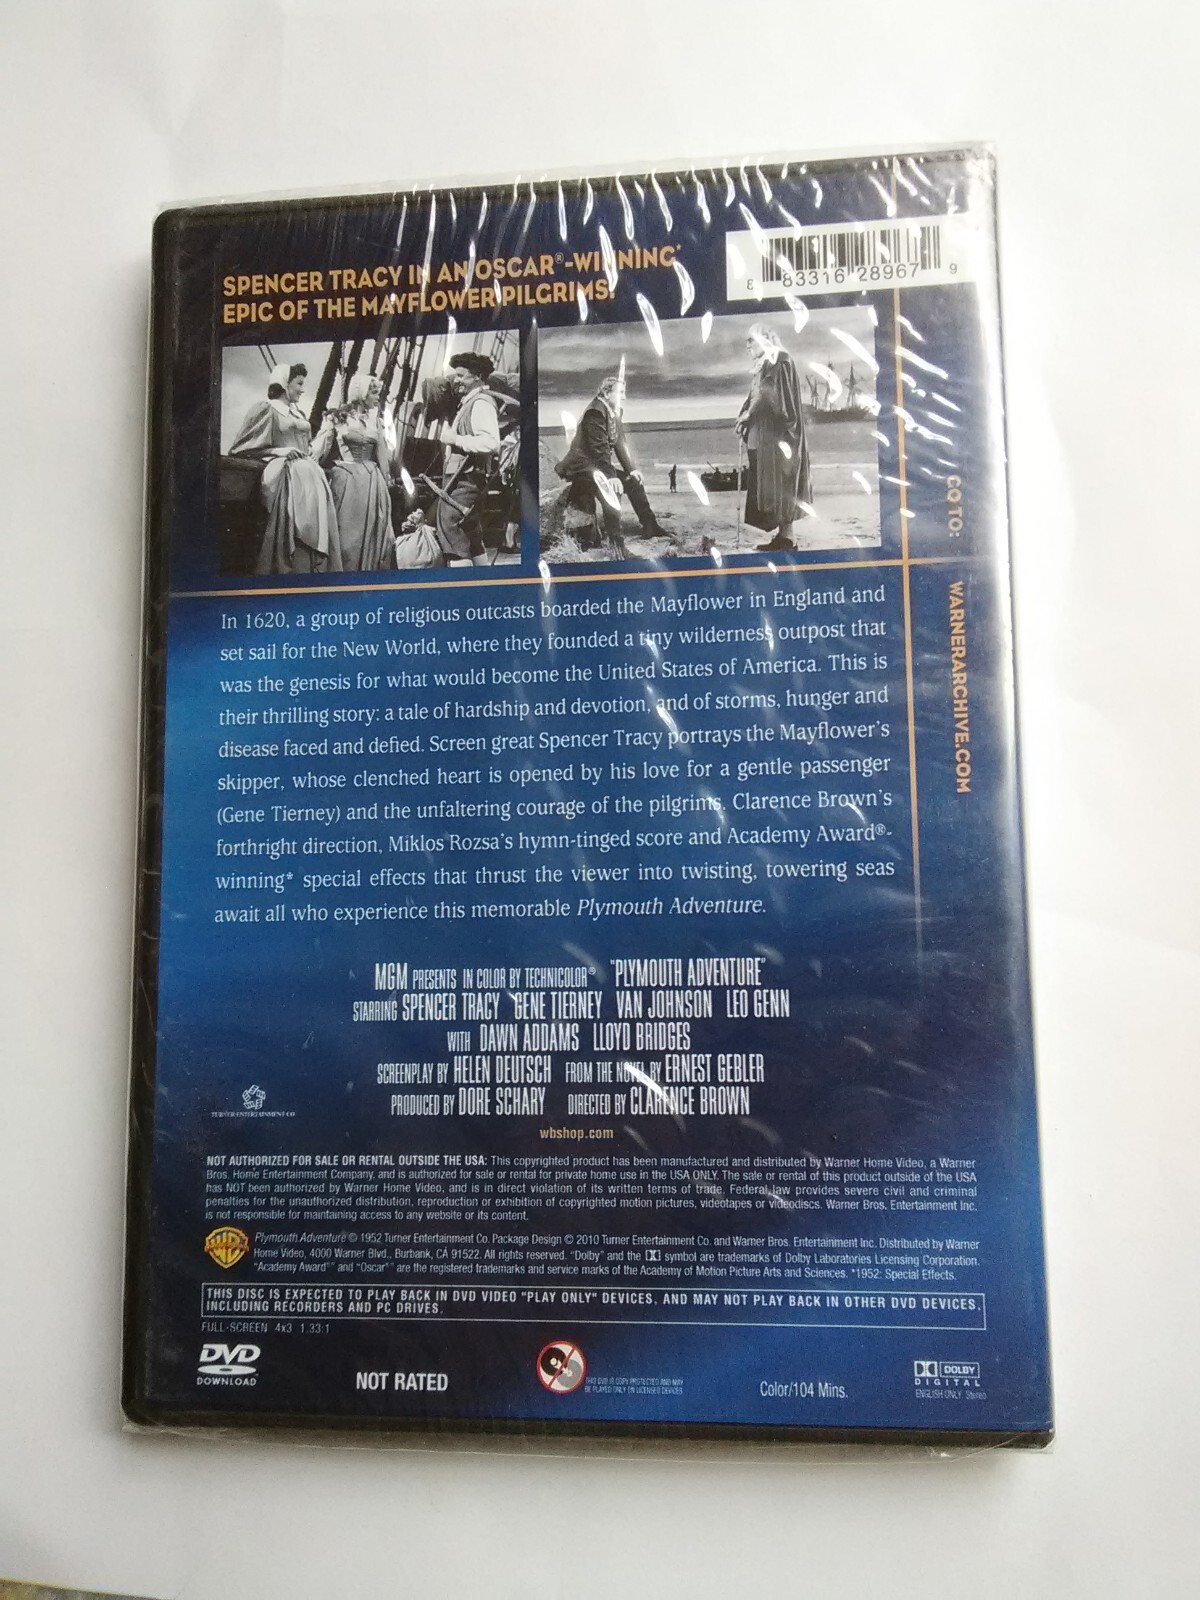 SPENCER TRACY IN AN OSCAR®-WINNING*
EPIC OF THE MAYFLOWER PILGRIMS!
8 83316 28967 9
GO TO: WARNERARCHIVE.COM
In 1620, a group of religious outcasts boarded the Mayflower in England and
set sail for the New World, where they founded a tiny wilderness outpost that
was the genesis for what would become the United States of America. This is
their thrilling story: a tale of hardship and devotion, and of storms, hunger and
disease faced and defied. Screen great Spencer Tracy portrays the Mayflower's
skipper, whose clenched heart is opened by his love for a gentle passenger
(Gene Tierney) and the unfaltering courage of the pilgrims. Clarence Brown's
forthright direction, Miklos Rozsa's hymn-tinged score and Academy Award®-
winning* special effects that thrust the viewer into twisting, towering seas
await all who experience this memorable Plymouth Adventure.
MGM PRESENTS IN COLOR BY TECHNICOLOR® "PLYMOUTH ADVENTURE"
STARRING SPENCER TRACY GENE TIERNEY VAN JOHNSON LEO GENN
WITH DAWN ADDAMS LLOYD BRIDGES
SCREENPLAY BY HELEN DEUTSCH FROM THE NOVEL BY ERNEST GEBLER
PRODUCED BY DORE SCHARY DIRECTED BY CLARENCE BROWN
TURNER ENTERTAINMENT CO
wbshop.com
NOT AUTHORIZED FOR SALE OR RENTAL OUTSIDE THE USA: This copyrighted product has been manufactured and distributed by Warner Home Video, a Warner
Bros. Home Entertainment Company, and is authorized for sale or rental for private home use in the USA ONLY. The sale or rental of this product outside of the USA
has NOT been authorized by Warner Home Video, and is in direct violation of its written terms of trade. Federal law provides severe civil and criminal
penalties for the unauthorized distribution, reproduction or exhibition of copyrighted motion pictures, videotapes or videodiscs. Warner Bros. Entertainment Inc.
is not responsible for maintaining access to any website or its content.
Plymouth Adventure © 1952 Turner Entertainment Co. Package Design © 2010 Turner Entertainment Co. and Warner Bros. Entertainment Inc. Distributed by Warner
Home Video, 4000 Warner Blvd., Burbank, CA 91522. All rights reserved. "Dolby" and the symbol are trademarks of Dolby Laboratories Licensing Corporation.
"Academy Award®" and "Oscar®" are the registered trademarks and service marks of the Academy of Motion Picture Arts and Sciences. *1952: Special Effects.
THIS DISC IS EXPECTED TO PLAY BACK IN DVD VIDEO "PLAY ONLY" DEVICES, AND MAY NOT PLAY BACK IN OTHER DVD DEVICES,
INCLUDING RECORDERS AND PC DRIVES.
FULL-SCREEN 4x3 1.33:1
DVD
DOWNLOAD
NOT RATED
THIS DVD IS COPY PROTECTED AND MAY
BE PLAYED ONLY ON LICENSED DEVICES
Color/104 Mins.
DOLBY
DIGITAL
ENGLISH ONLY: Stereo